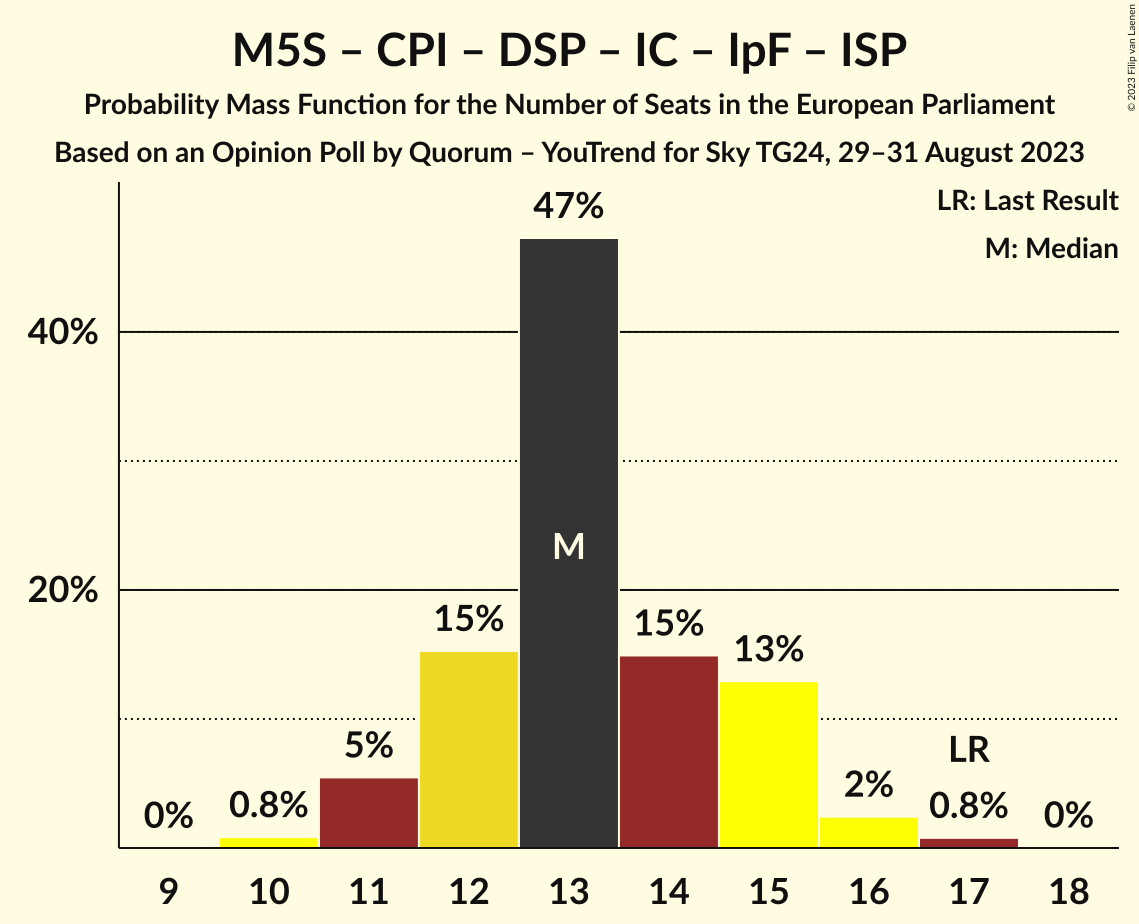 M5S – CPI – DSP – IC – IpF – ISP
Probability Mass Function for the Number of Seats in the European Parliament
Based on an Opinion Poll by Quorum – YouTrend for Sky TG24, 29–31 August 2023
© 2023 Filip van Laenen
LR: Last Result
M: Median
47%
40%
M
20%
15%
15%
13%
5%
LR
2%
0%
0.8%
0.8%
0%
9 10 11 12 13 14 15 16 17 18